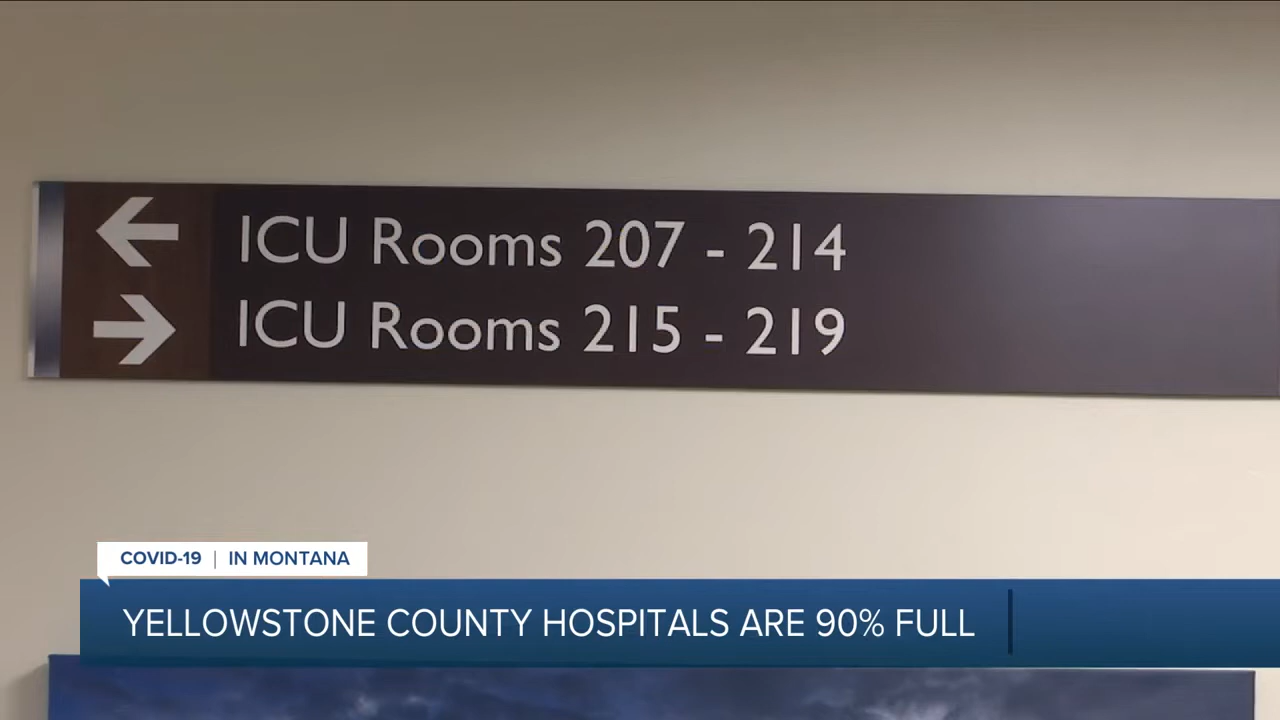 ICU Rooms 207 - 214
ICU Rooms 215 - 219
COVID-19 | IN MONTANA
YELLOWSTONE COUNTY HOSPITALS ARE 90% FULL